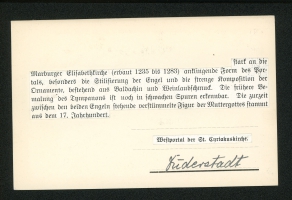 Stark an die
Marburger Elisabethkirche (erbaut 1235 bis 1283) anklingende Form des Por-
tals, besonders die Stilisierung der Engel und die strenge Komposition der
Ornamente, bestehend aus Baldachin und Weinlaubschmuck. Die frühere Be-
malung des Tympanons ist noch in schwachen Spuren erkennbar. Die zurzeit
zwischen den beiden Engeln stehende verstümmelte Figur der Muttergottes stammt
aus dem 17. Jahrhundert.
Westportal der St. Cyriakuskirche.
Duderstadt